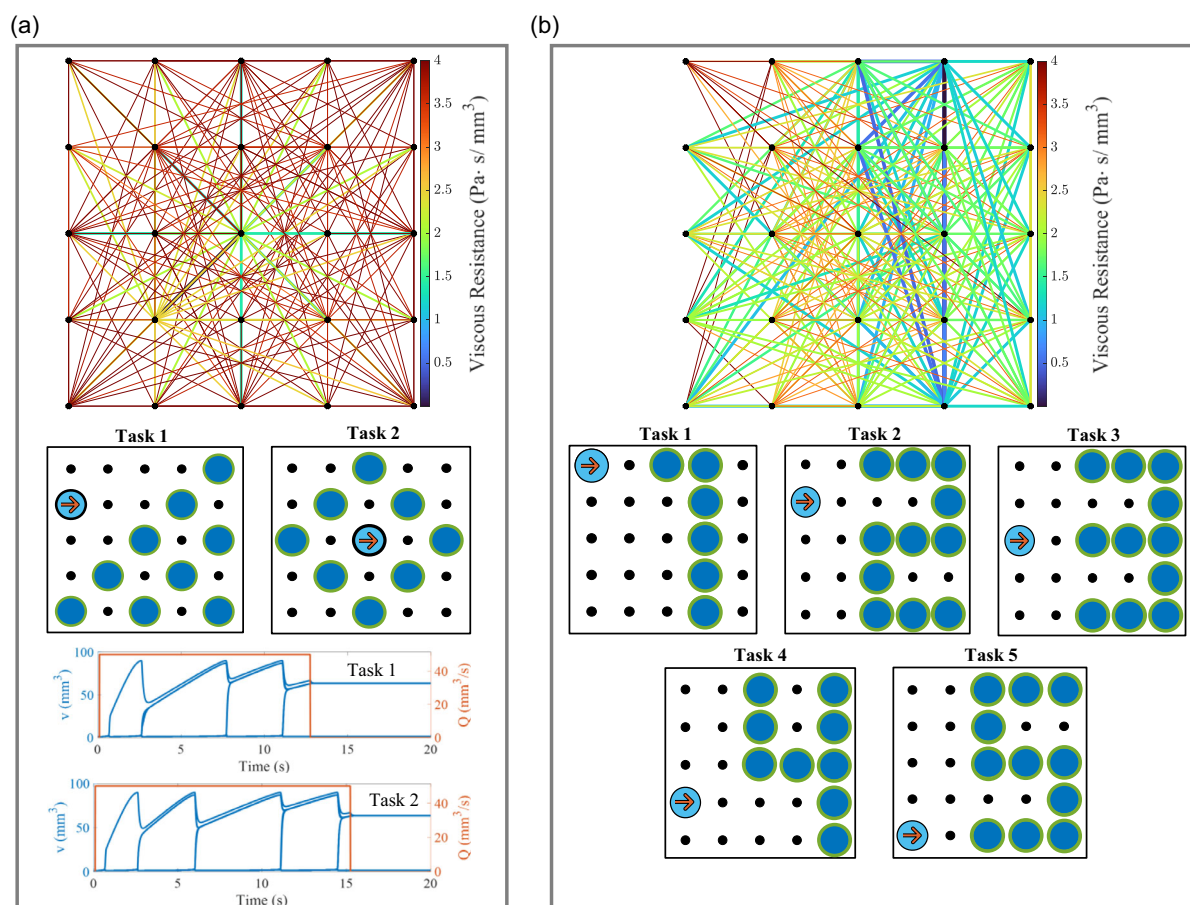 (a)
(b)
4
3.5
3
2.5
2
1.5
1
0.5
Viscous Resistance (Pa· s/ mm³)
4
3.5
3
2.5
2
1.5
1
0.5
Viscous Resistance (Pa· s/ mm³)
Task 1
Task 2
Task 1
Task 2
Task 3
Task 4
Task 5
100
50
0
v (mm³)
Task 1
40
20
0
Q (mm³/s)
0
5
10
15
20
Time (s)
100
50
0
v (mm³)
Task 2
40
20
0
Q (mm³/s)
0
5
10
15
20
Time (s)